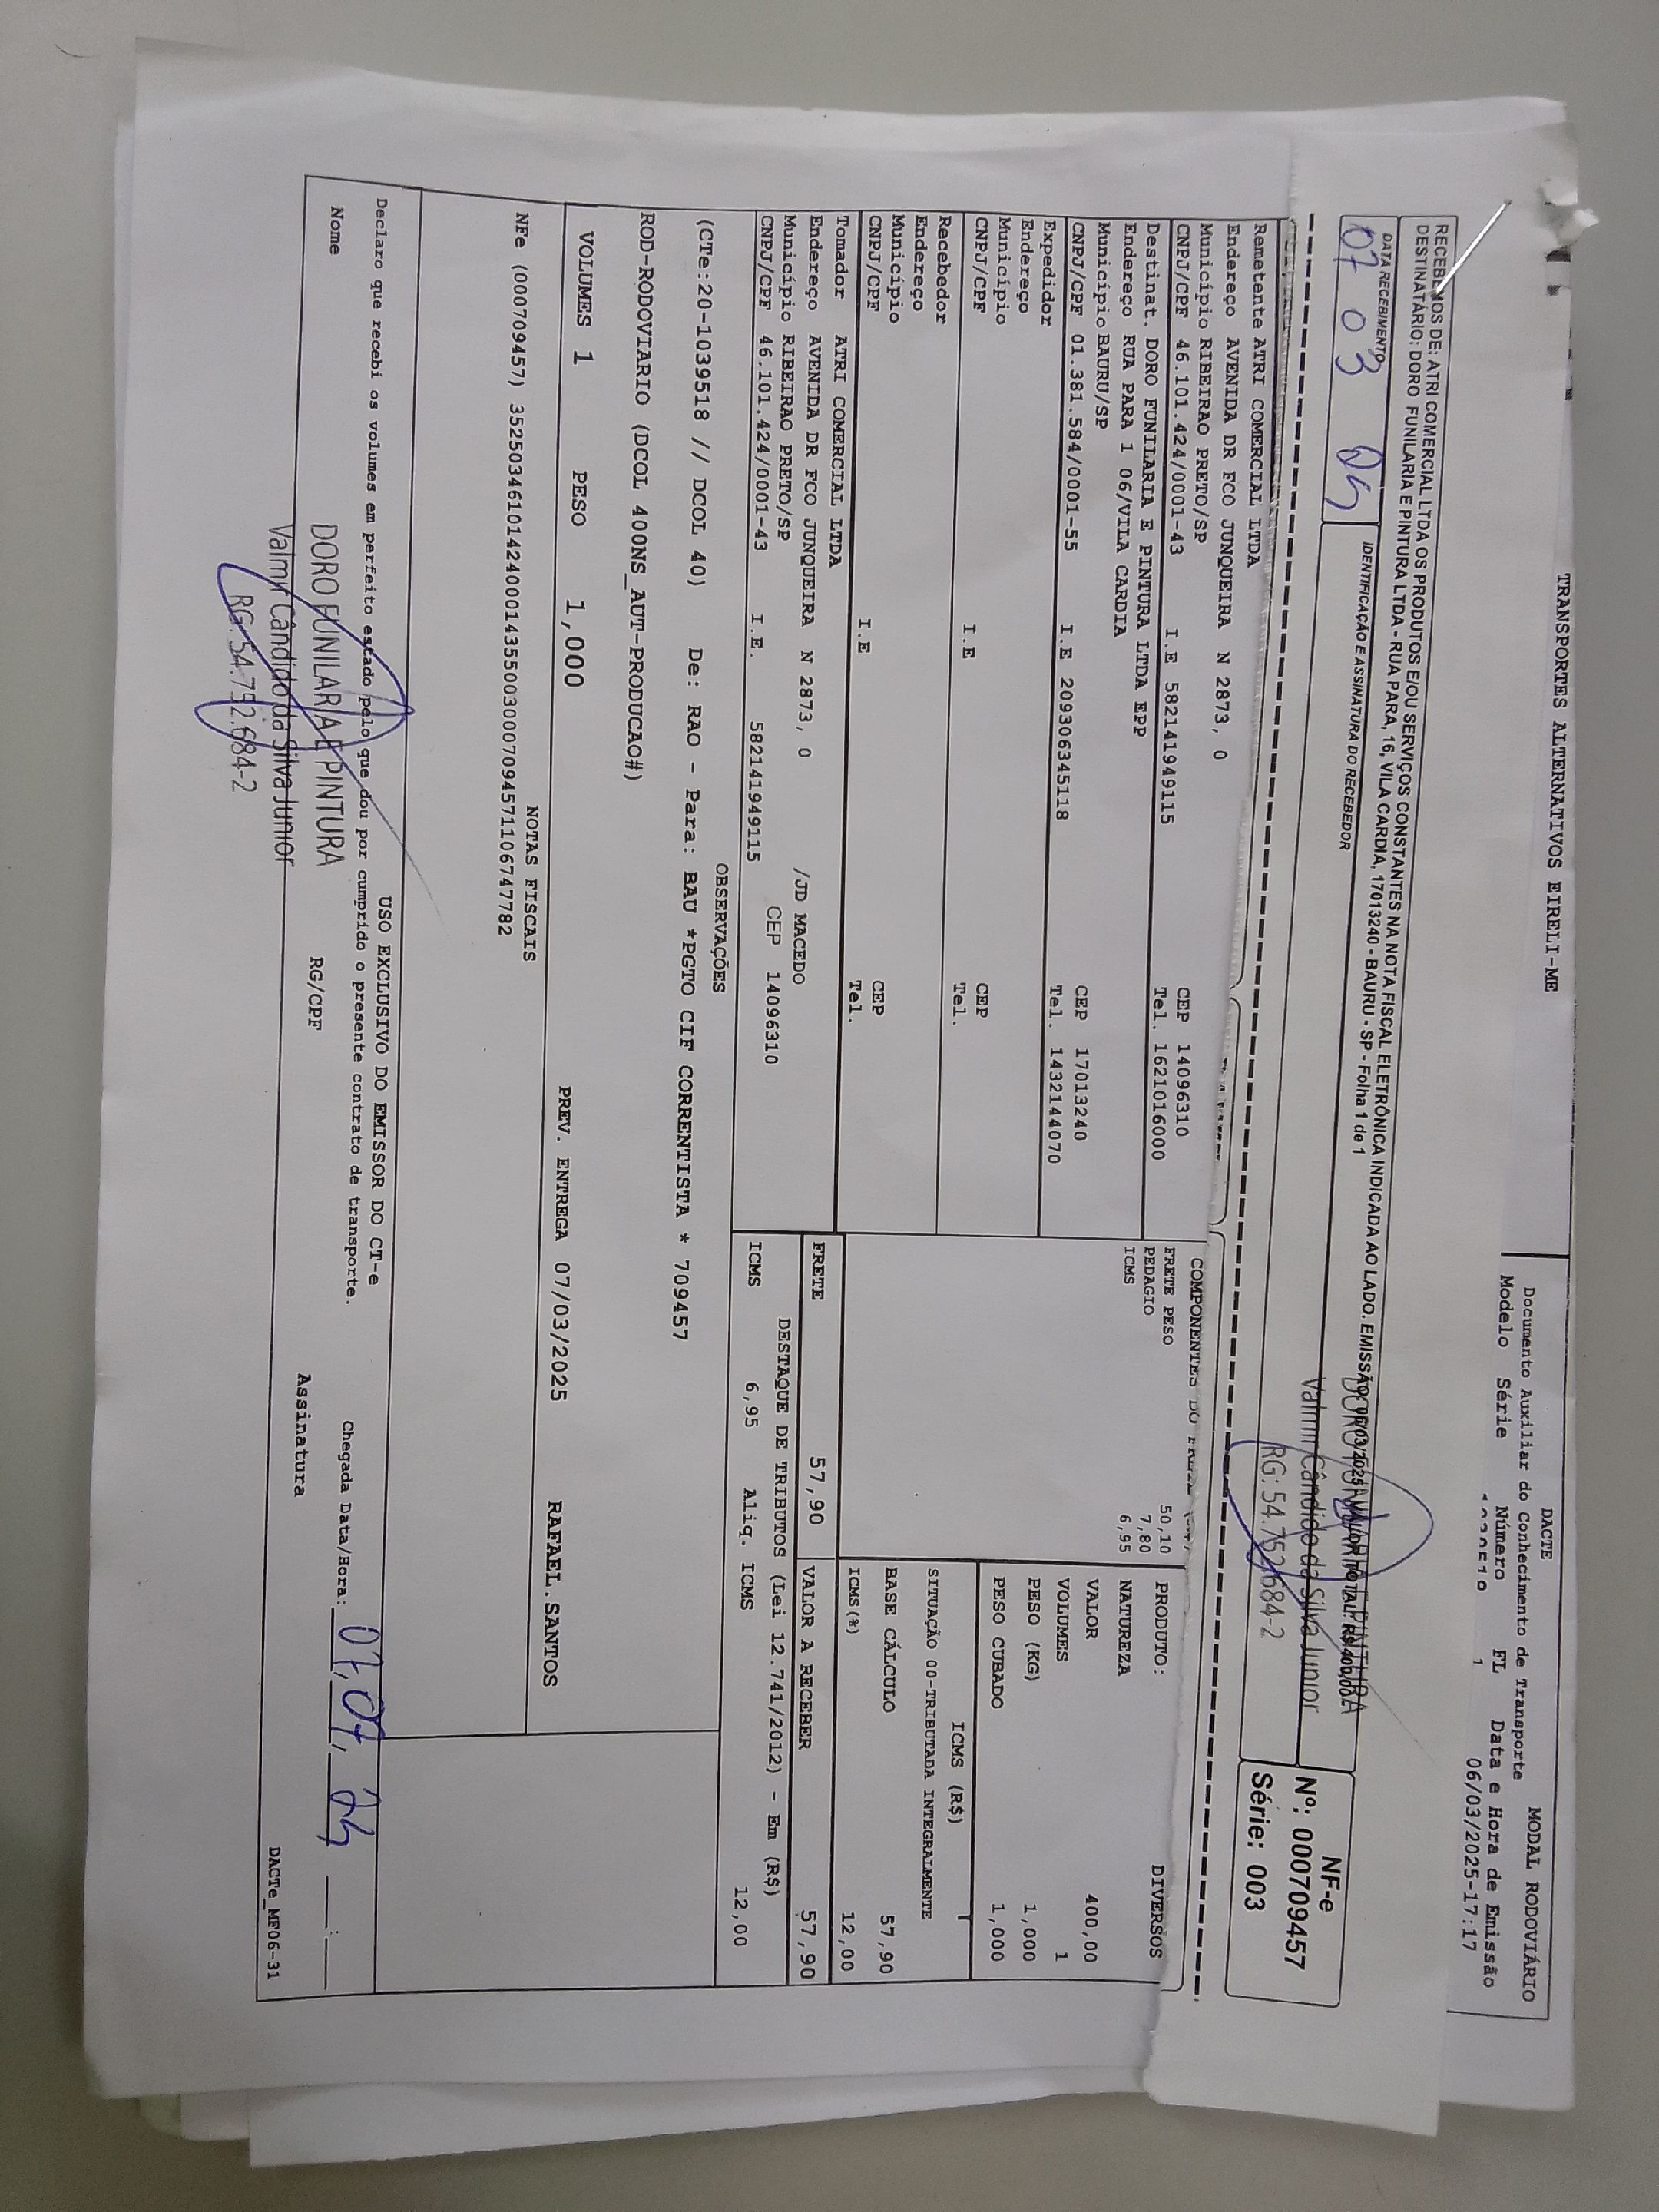 TRANSPORTES ALTERNATIVOS EIRELI-ME
DACTE
MODAL RODOVIÁRIO
Documento Auxiliar do Conhecimento de Transporte
Modelo Série Número FL Data e Hora de Emissão
1 06/03/2025-17:17
RECEBEMOS DE: ATRI COMERCIAL LTDA OS PRODUTOS E/OU SERVIÇOS CONSTANTES NA NOTA FISCAL ELETRÔNICA INDICADA AO LADO. EMISSÃO: 06/03/2025 VALOR TOTAL: R$ 400,00
DESTINATÁRIO: DORO FUNILARIA E PINTURA LTDA - RUA PARA, 16, VILA CARDIA, 17013240 - BAURU - SP - Folha 1 de 1
DATA RECEBIMENTO
07 03 25
IDENTIFICAÇÃO E ASSINATURA DO RECEBEDOR
DORO FUNILARIA E PINTURA
Valmir Cândido da Silva Junior
RG: 54.752.684-2
NF-e
Nº: 000709457
Série: 003
Remetente ATRI COMERCIAL LTDA
Endereço AVENIDA DR FCO JUNQUEIRA N 2873, 0
Município RIBEIRAO PRETO/SP CEP 14096310
CNPJ/CPF 46.101.424/0001-43 I.E 582141949115 Tel. 1621016000
Destinat. DORO FUNILARIA E PINTURA LTDA EPP
Endereço RUA PARA 1 06/VILA CARDIA
Município BAURU/SP CEP 17013240
CNPJ/CPF 01.381.584/0001-55 I.E 209306345118 Tel. 1432144070
Expedidor
Endereço
Município CEP
CNPJ/CPF I.E Tel.
Recebedor
Endereço
Município CEP
CNPJ/CPF I.E Tel.
Tomador ATRI COMERCIAL LTDA
Endereço AVENIDA DR FCO JUNQUEIRA N 2873, 0 /JD MACEDO
Município RIBEIRAO PRETO/SP CEP 14096310
CNPJ/CPF 46.101.424/0001-43 I.E. 582141949115
COMPONENTES DO
FRETE PESO 50,10
PEDAGIO 7,80
ICMS 6,95
PRODUTO: DIVERSOS
NATUREZA
VALOR 400,00
VOLUMES 1
PESO (KG) 1,000
PESO CUBADO 1,000
ICMS (R$)
SITUAÇÃO 00-TRIBUTADA INTEGRALMENTE
BASE CÁLCULO 57,90
ICMS(%) 12,00
FRETE 57,90 VALOR A RECEBER 57,90
DESTAQUE DE TRIBUTOS (Lei 12.741/2012) - Em (R$)
ICMS 6,95 Aliq. ICMS 12,00
OBSERVAÇÕES
(CTe:20-1039518 // DCOL 40) De: RAO - Para: BAU *PGTO CIF CORRENTISTA * 709457
ROD-RODOVIARIO (DCOL 400NS_AUT-PRODUCAO#)
VOLUMES 1 PESO 1,000 PREV. ENTREGA 07/03/2025 RAFAEL.SANTOS
NOTAS FISCAIS
NFe (000709457) 35250346101424000143550030007094571106747782
USO EXCLUSIVO DO EMISSOR DO CT-e
Declaro que recebi os volumes em perfeito estado pelo que dou por cumprido o presente contrato de transporte.
Chegada Data/Hora:
Nome RG/CPF Assinatura
DORO FUNILARIA E PINTURA
Valmir Cândido da Silva Junior
RG: 54.752.684-2
DACTe_MF06-31